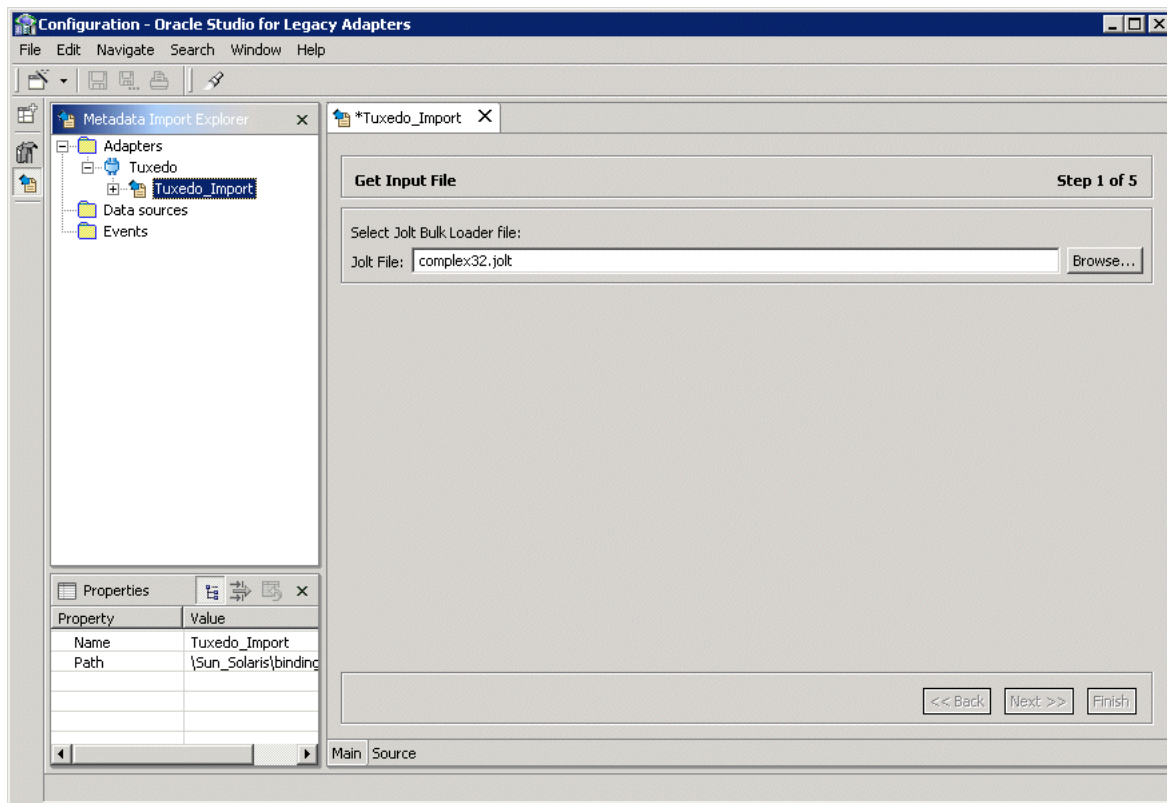 Configuration - Oracle Studio for Legacy Adapters
File Edit Navigate Search Window Help
Metadata Import Explorer
Adapters
Tuxedo
Tuxedo_Import
Data sources
Events
*Tuxedo_Import
Get Input File Step 1 of 5
Select Jolt Bulk Loader file:
Jolt File: complex32.jolt Browse...
Properties
Property Value
Name Tuxedo_Import
Path \Sun_Solaris\binding
<< Back Next >> Finish
Main Source